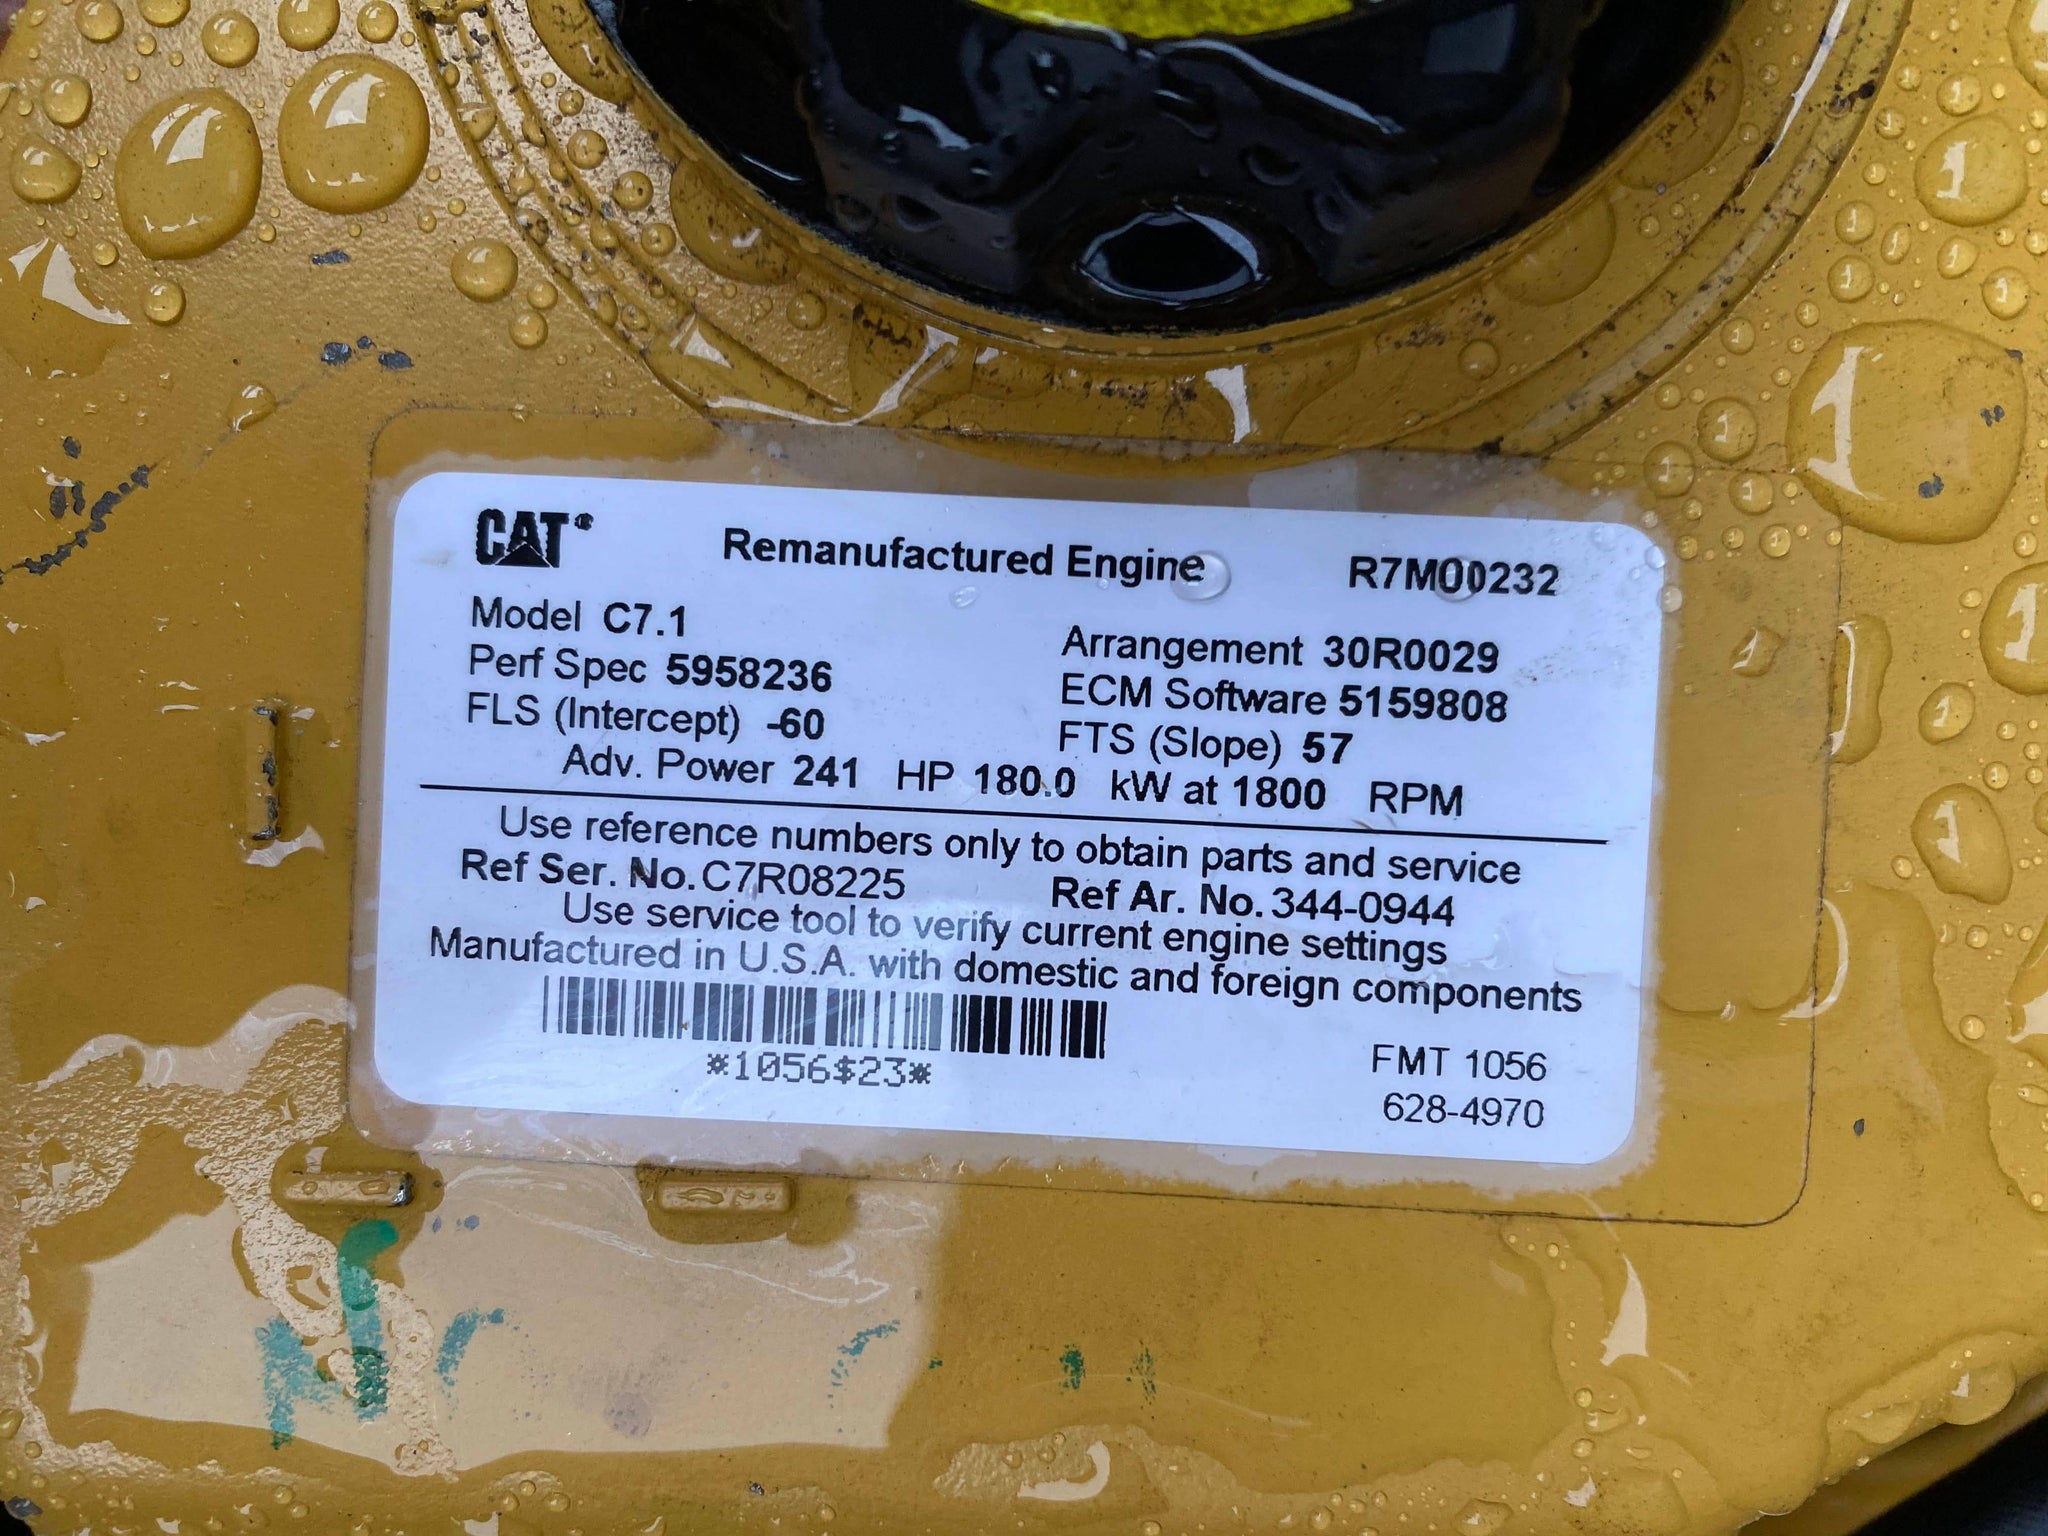 CAT® Remanufactured Engine R7M00232
Model C7.1 Arrangement 30R0029
Perf Spec 5958236 ECM Software 5159808
FLS (Intercept) -60 FTS (Slope) 57
Adv. Power 241 HP 180.0 kW at 1800 RPM
Use reference numbers only to obtain parts and service
Ref Ser. No. C7R08225 Ref Ar. No. 344-0944
Use service tool to verify current engine settings
Manufactured in U.S.A. with domestic and foreign components
*1056$23*
FMT 1056
628-4970